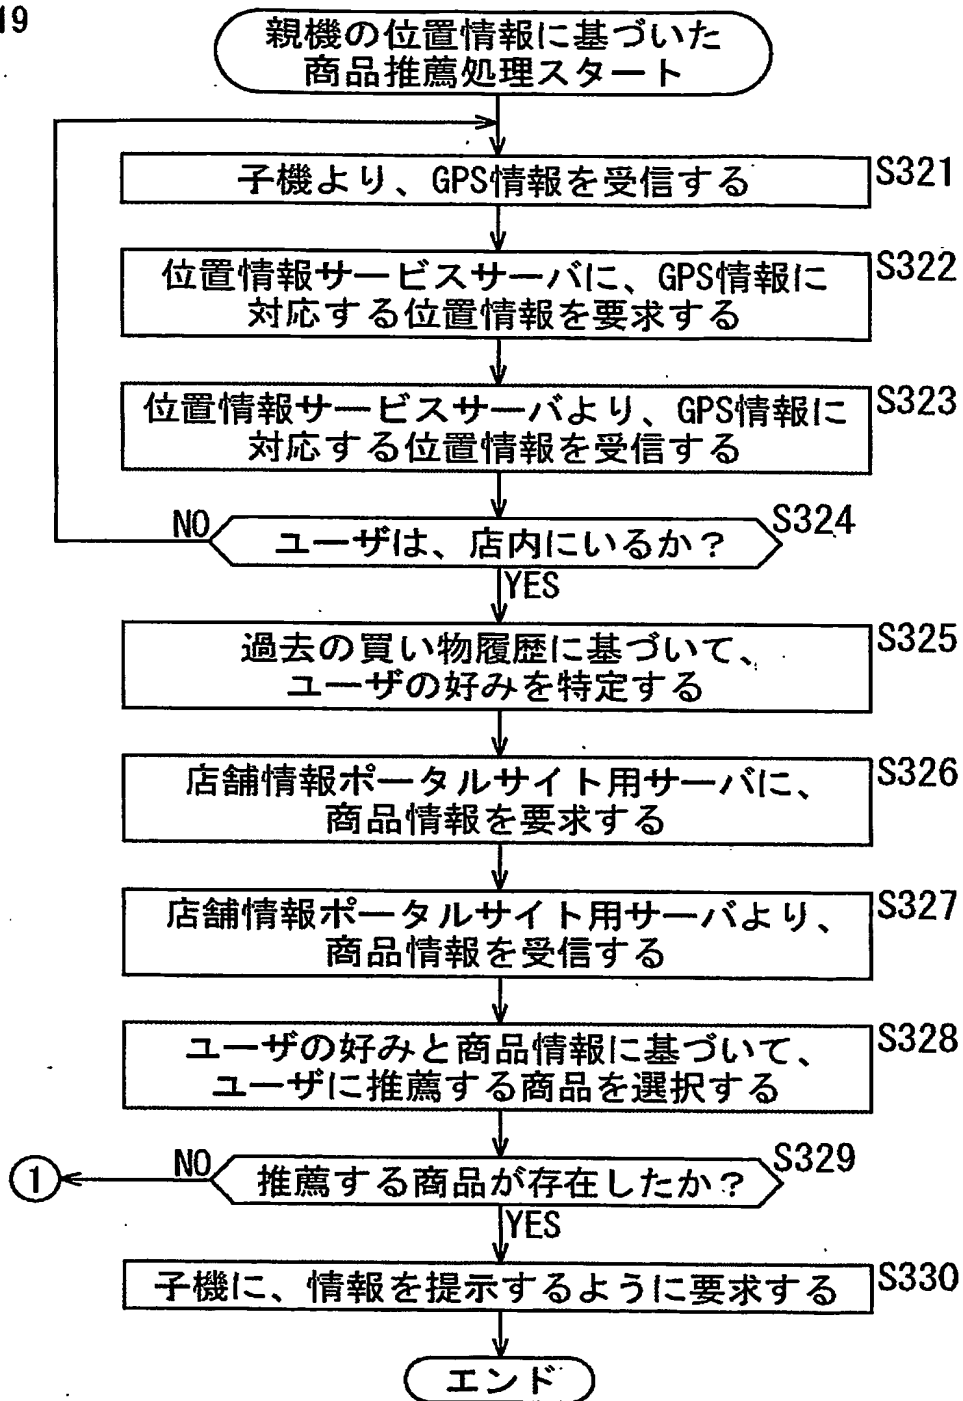 19
親機の位置情報に基づいた
商品推薦処理スタート
子機より、GPS情報を受信する
S321
位置情報サービスサーバに、GPS情報に
対応する位置情報を要求する
S322
位置情報サービスサーバより、GPS情報に
対応する位置情報を受信する
S323
NO
ユーザは、店内にいるか？
S324
YES
過去の買い物履歴に基づいて、
ユーザの好みを特定する
S325
店舗情報ポータルサイト用サーバに、
商品情報を要求する
S326
店舗情報ポータルサイト用サーバより、
商品情報を受信する
S327
ユーザの好みと商品情報に基づいて、
ユーザに推薦する商品を選択する
S328
1
NO
推薦する商品が存在したか？
S329
YES
子機に、情報を提示するように要求する
S330
エンド